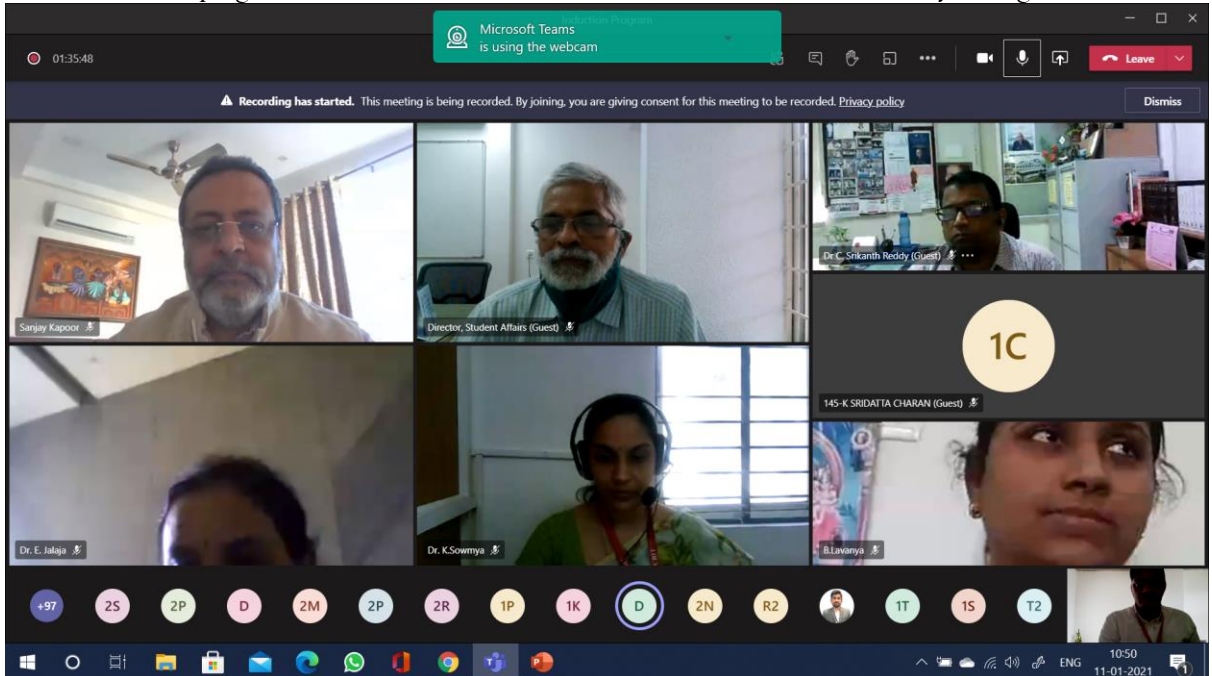 Induction Program
Microsoft Teams
is using the webcam
01:35:48
Leave
Recording has started. This meeting is being recorded. By joining, you are giving consent for this meeting to be recorded. Privacy policy
Dismiss
Sanjay Kapoor
Director, Student Affairs (Guest)
Dr C. Srikanth Reddy (Guest)
1C
145-K SRIDATTA CHARAN (Guest)
Dr. E. Jalaja
Dr. K.Sowmya
B.Lavanya
+97
2S
2P
D
2M
2P
2R
1P
1K
D
2N
R2
1T
1S
T2
ENG
10:50
11-01-2021
1